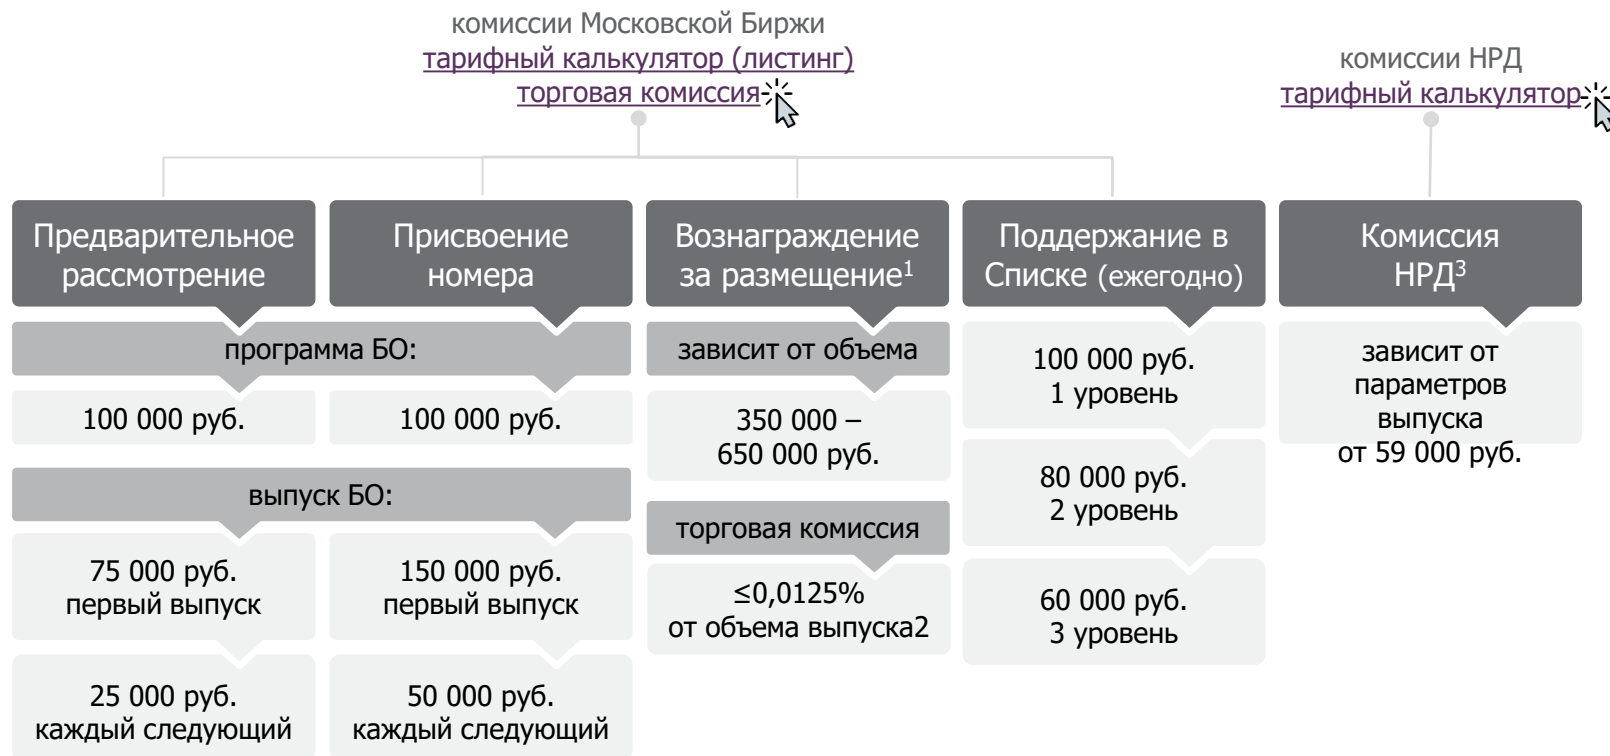 комиссии Московской Биржи
тарифный калькулятор (листинг)
торговая комиссия
комиссии НРД
тарифный калькулятор
Предварительное
рассмотрение
Присвоение
номера
Вознаграждение
за размещение¹
Поддержание в
Списке (ежегодно)
Комиссия
НРД³
программа БО:
100 000 руб.
100 000 руб.
выпуск БО:
75 000 руб.
первый выпуск
150 000 руб.
первый выпуск
25 000 руб.
каждый следующий
50 000 руб.
каждый следующий
зависит от объема
350 000 –
650 000 руб.
торговая комиссия
≤0,0125%
от объема выпуска2
100 000 руб.
1 уровень
80 000 руб.
2 уровень
60 000 руб.
3 уровень
зависит от
параметров
выпуска
от 59 000 руб.